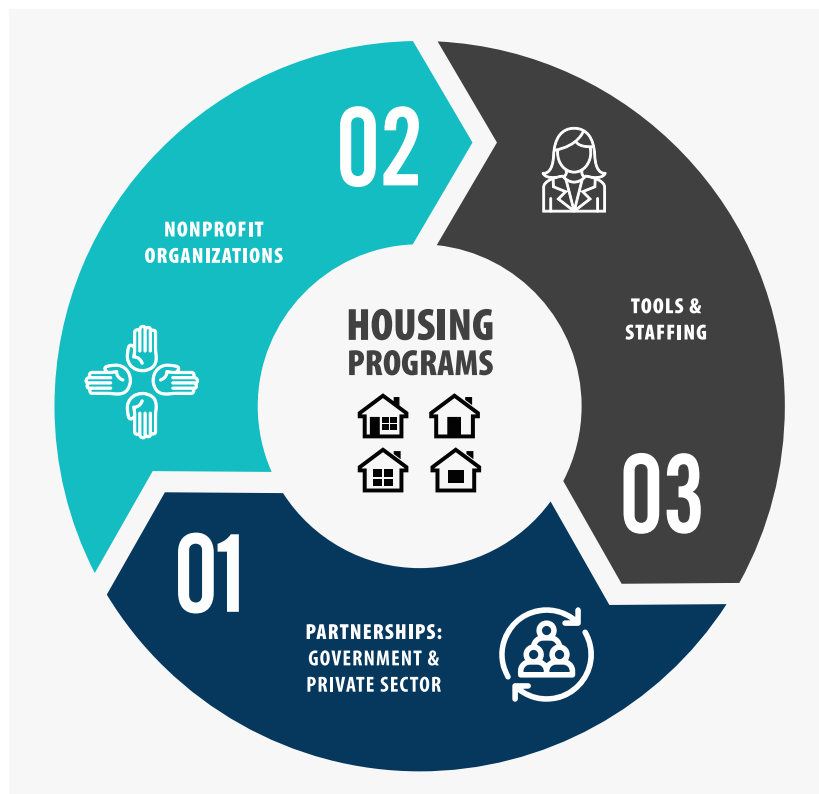 HOUSING
PROGRAMS
01
PARTNERSHIPS:
GOVERNMENT &
PRIVATE SECTOR
02
NONPROFIT
ORGANIZATIONS
TOOLS &
STAFFING
03